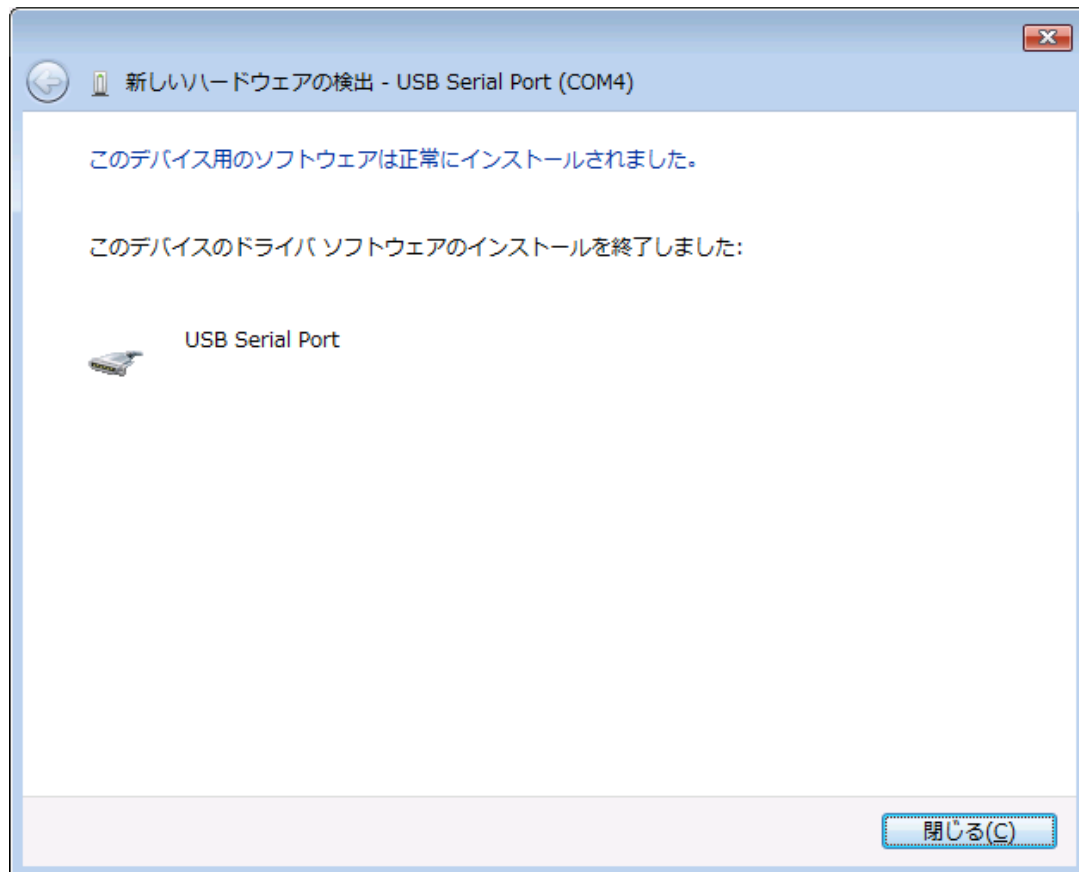 新しいハードウェアの検出 - USB Serial Port (COM4)
このデバイス用のソフトウェアは正常にインストールされました。
このデバイスのドライバ ソフトウェアのインストールを終了しました:
USB Serial Port
閉じる(C)